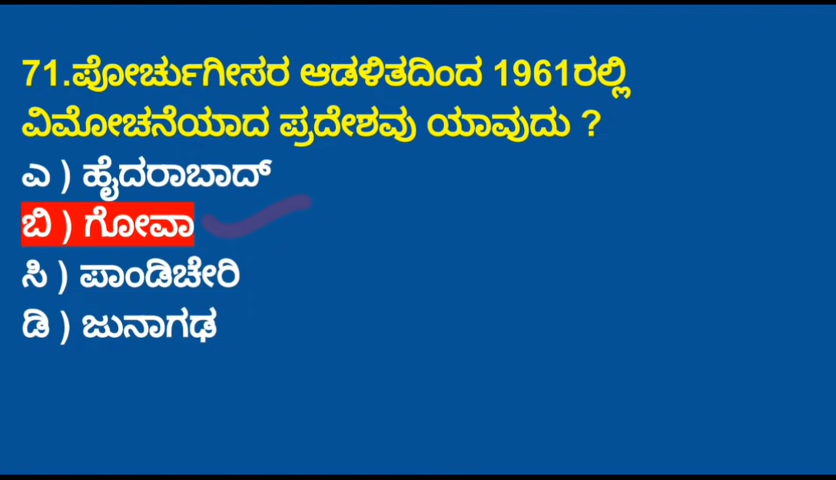 71.ಪೋರ್ಚುಗೀಸರ ಆಡಳಿತದಿಂದ 1961ರಲ್ಲಿ
ವಿಮೋಚನೆಯಾದ ಪ್ರದೇಶವು ಯಾವುದು ?
ಎ ) ಹೈದರಾಬಾದ್
ಬಿ ) ಗೋವಾ
ಸಿ ) ಪಾಂಡಿಚೇರಿ
ಡಿ ) ಜುನಾಗಢ